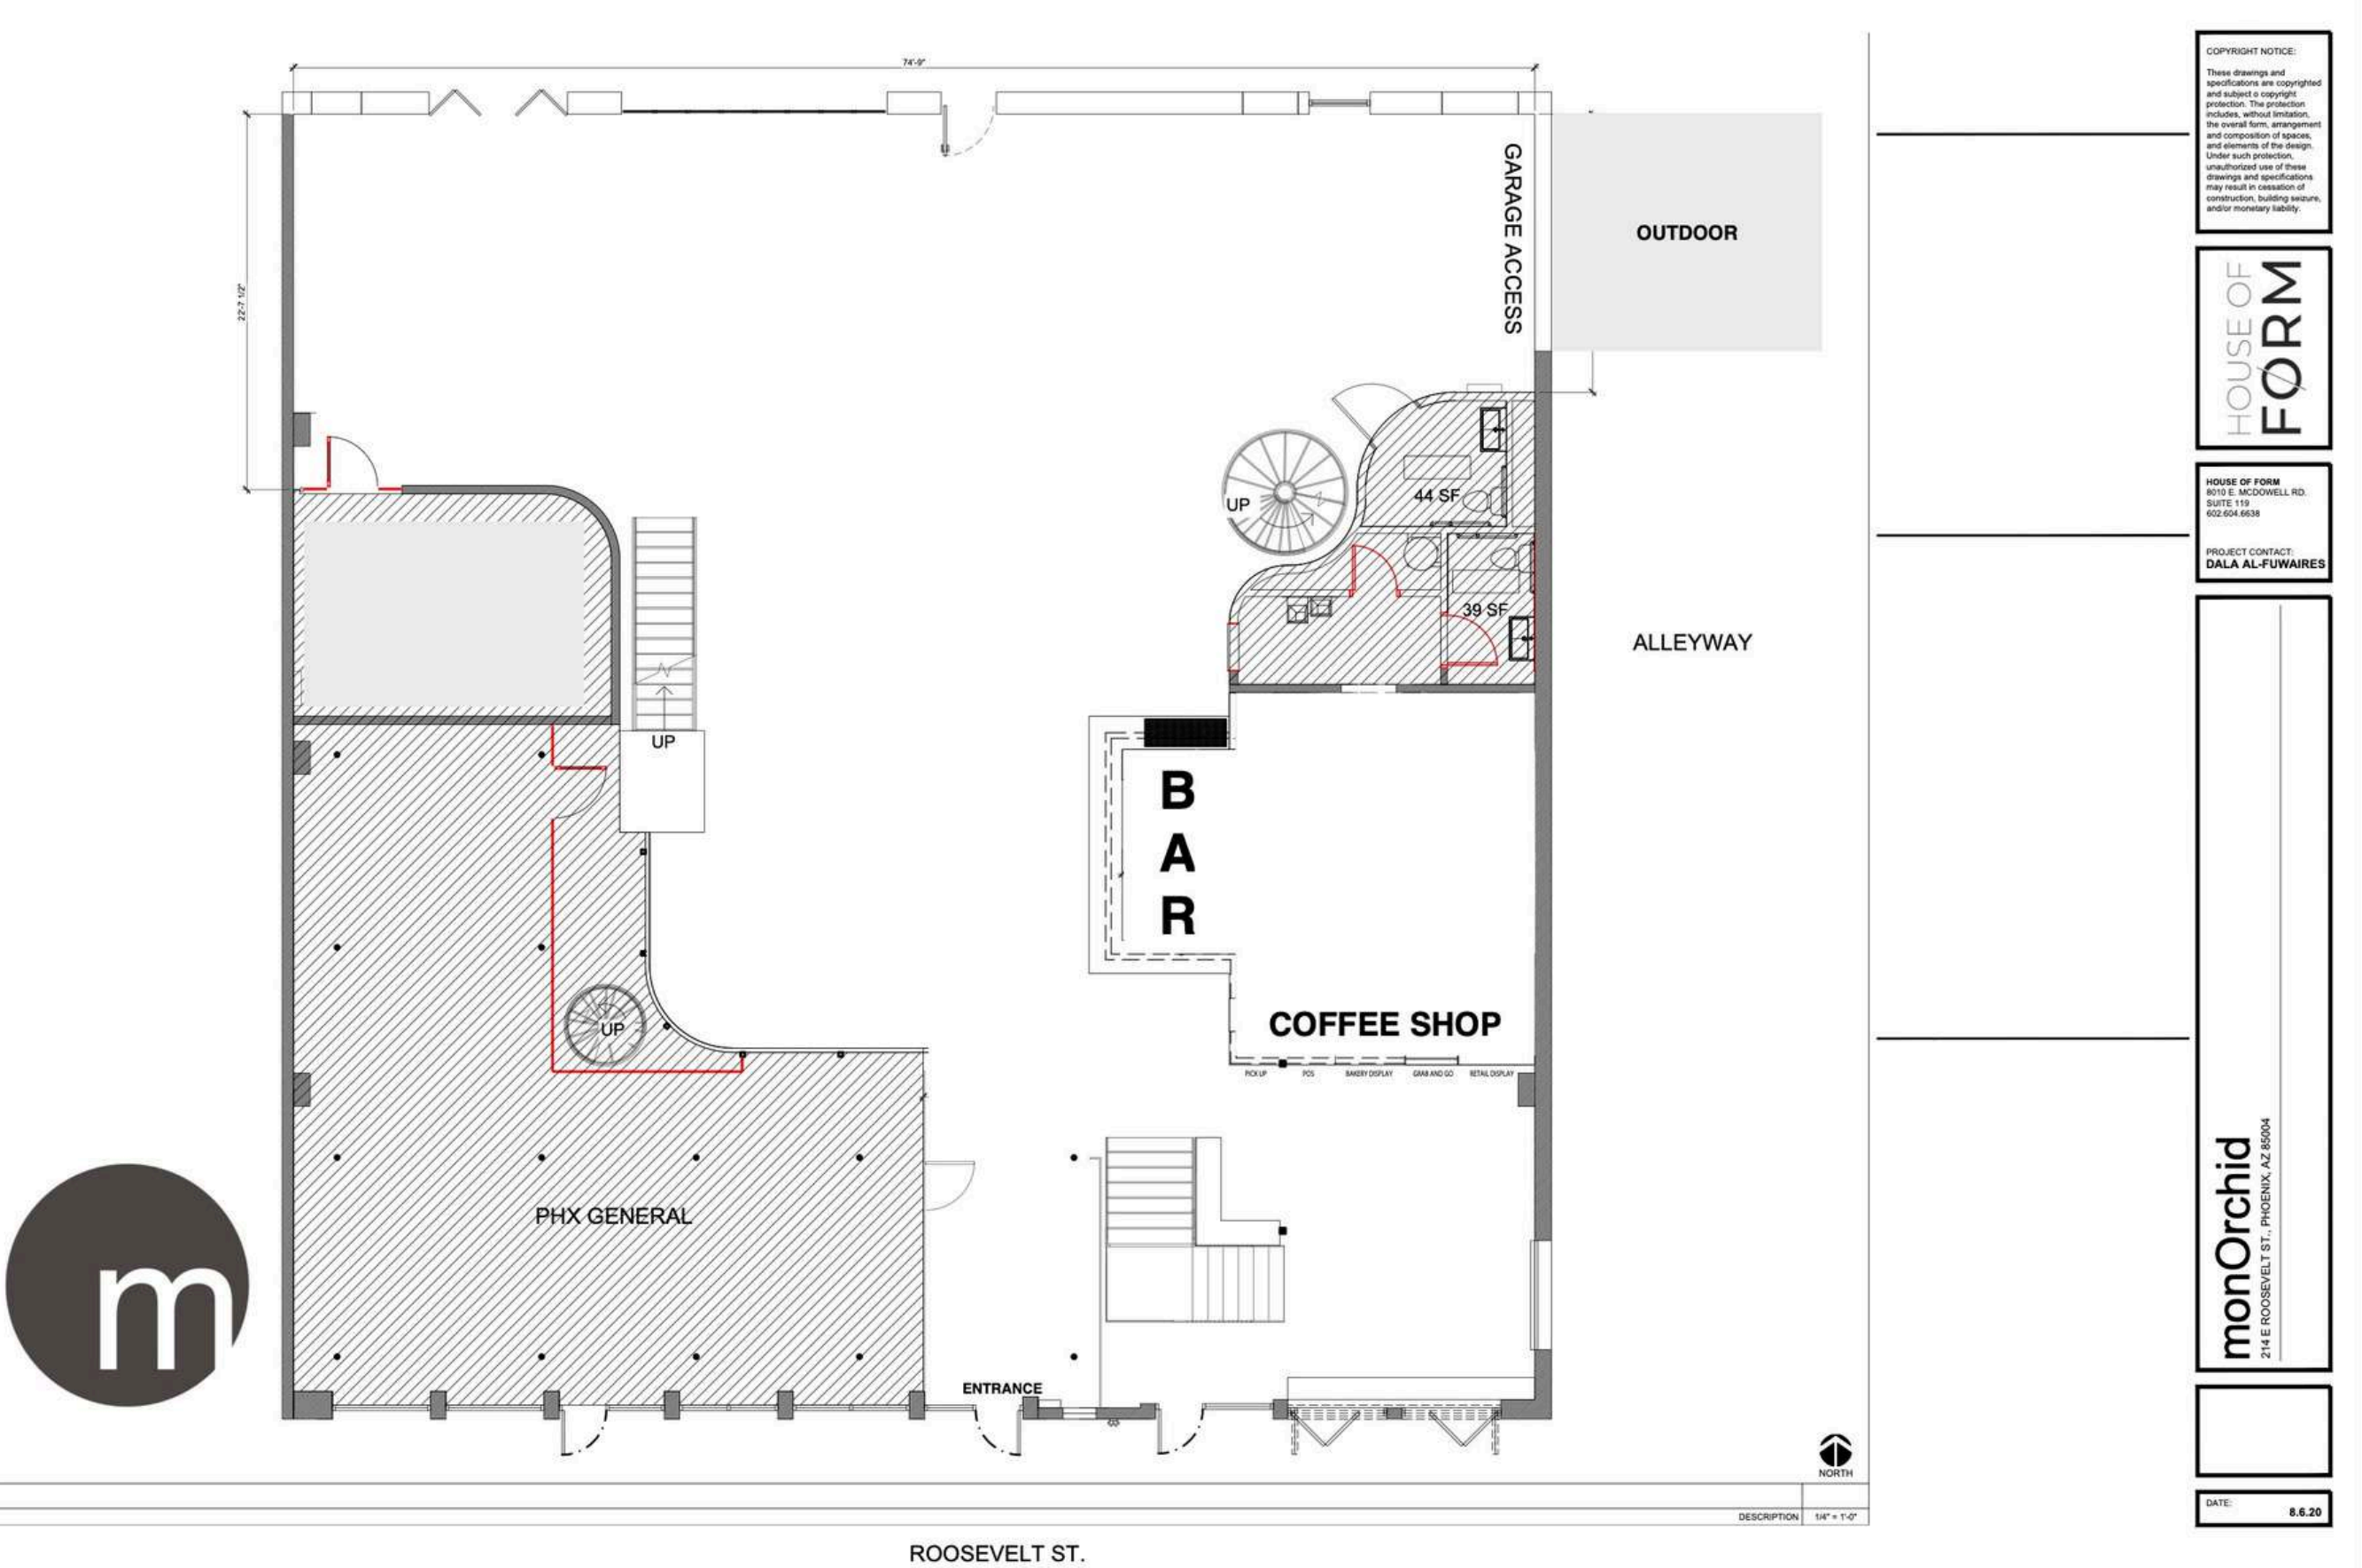 74'-9"
22'-7 1/2"
GARAGE ACCESS
OUTDOOR
UP
44 SF
39 SF
ALLEYWAY
UP
B
A
R
COFFEE SHOP
PICK UP
POS
BAKERY DISPLAY
GRAB AND GO
RETAIL DISPLAY
UP
PHX GENERAL
m
ENTRANCE
NORTH
DESCRIPTION
1/4" = 1'-0"
ROOSEVELT ST.
COPYRIGHT NOTICE:
These drawings and
specifications are copyrighted
and subject o copyright
protection. The protection
includes, without limitation,
the overall form, arrangement
and composition of spaces,
and elements of the design.
Under such protection,
unauthorized use of these
drawings and specifications
may result in cessation of
construction, building seizure,
and/or monetary liability.
HOUSE OF
FORM
HOUSE OF FORM
8010 E. MCDOWELL RD.
SUITE 119
602.604.6638
PROJECT CONTACT:
DALA AL-FUWAIRES
monOrchid
214 E ROOSEVELT ST., PHOENIX, AZ 85004
DATE:
8.6.20